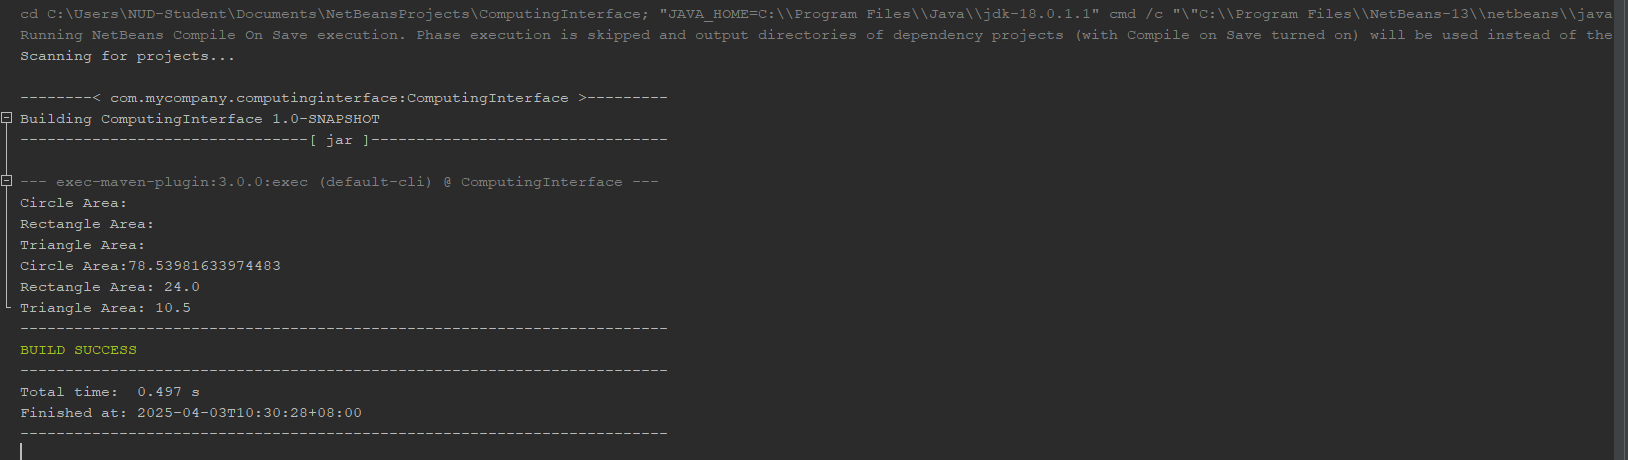 cd C:\Users\NUD-Student\Documents\NetBeansProjects\ComputingInterface; "JAVA_HOME=C:\\Program Files\\Java\\jdk-18.0.1.1" cmd /c "\"C:\\Program Files\\NetBeans-13\\netbeans\\java
Running NetBeans Compile On Save execution. Phase execution is skipped and output directories of dependency projects (with Compile on Save turned on) will be used instead of the
Scanning for projects...
--------< com.mycompany.computinginterface:ComputingInterface >---------
Building ComputingInterface 1.0-SNAPSHOT
--------------------------------[ jar ]---------------------------------
--- exec-maven-plugin:3.0.0:exec (default-cli) @ ComputingInterface ---
Circle Area:
Rectangle Area:
Triangle Area:
Circle Area:78.53981633974483
Rectangle Area: 24.0
Triangle Area: 10.5
------------------------------------------------------------------------
BUILD SUCCESS
------------------------------------------------------------------------
Total time:  0.497 s
Finished at: 2025-04-03T10:30:28+08:00
------------------------------------------------------------------------